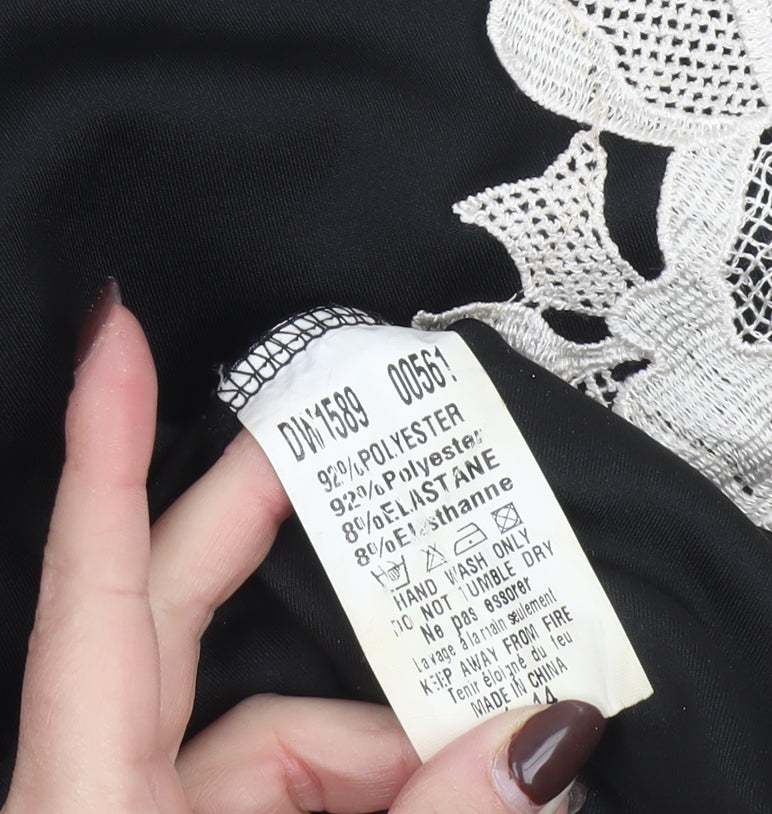 DW1589 00561
92%POLYESTER
92%Polyester
8%ELASTANE
8%Elasthanne
HAND WASH ONLY
DO NOT TUMBLE DRY
Ne pas essorer
Lavage à la main seulement
KEEP AWAY FROM FIRE
Tenir éloigné du feu
MADE IN CHINA
14